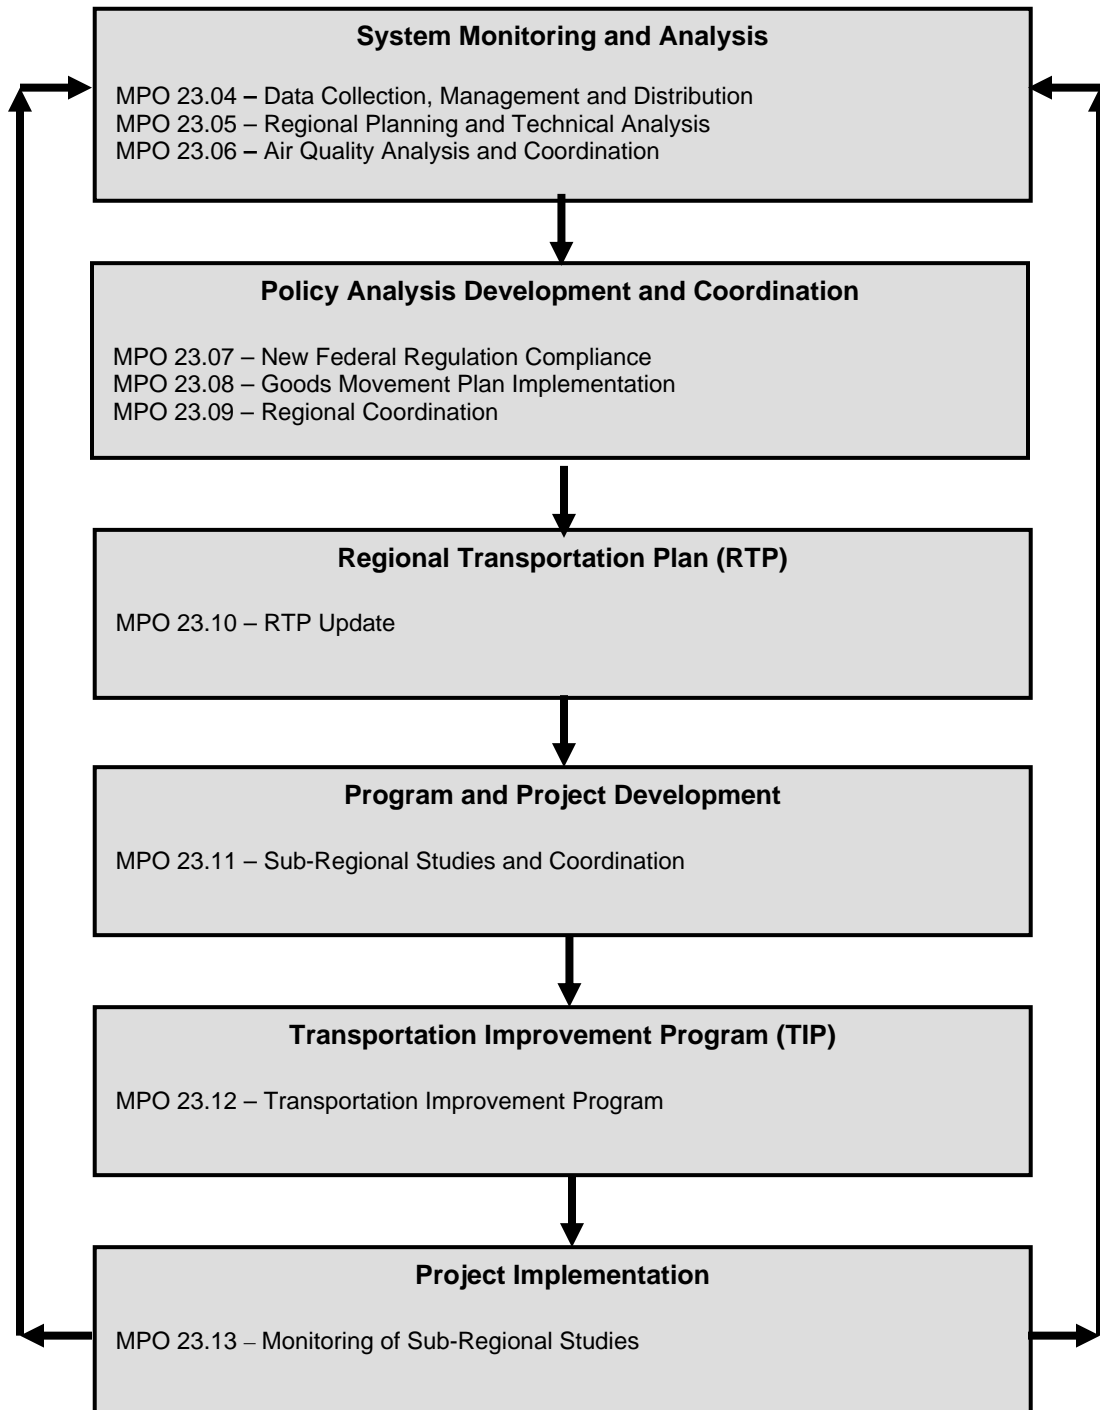 System Monitoring and Analysis
MPO 23.04 – Data Collection, Management and Distribution
MPO 23.05 – Regional Planning and Technical Analysis
MPO 23.06 – Air Quality Analysis and Coordination
Policy Analysis Development and Coordination
MPO 23.07 – New Federal Regulation Compliance
MPO 23.08 – Goods Movement Plan Implementation
MPO 23.09 – Regional Coordination
Regional Transportation Plan (RTP)
MPO 23.10 – RTP Update
Program and Project Development
MPO 23.11 – Sub-Regional Studies and Coordination
Transportation Improvement Program (TIP)
MPO 23.12 – Transportation Improvement Program
Project Implementation
MPO 23.13 – Monitoring of Sub-Regional Studies